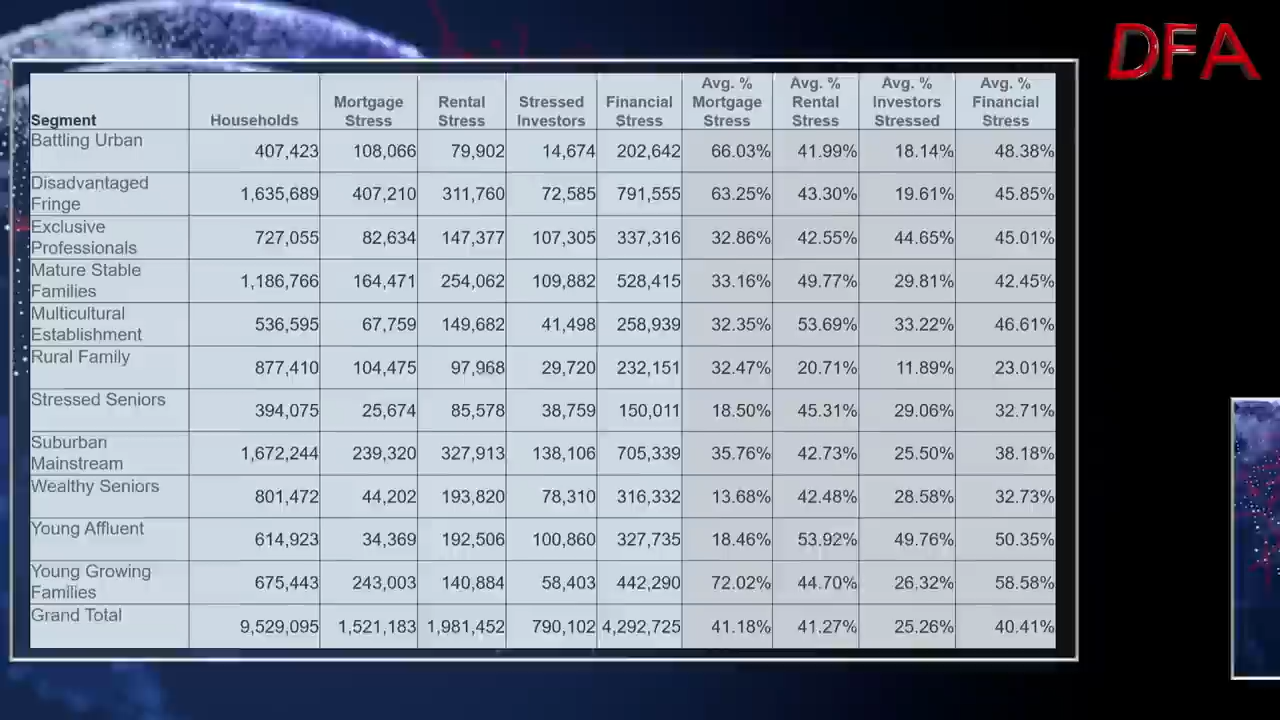 DFA
Segment Households Mortgage Stress Rental Stress Stressed Investors Financial Stress Avg. % Mortgage Stress Avg. % Rental Stress Avg. % Investors Stressed Avg. % Financial Stress
Battling Urban 407,423 108,066 79,902 14,674 202,642 66.03% 41.99% 18.14% 48.38%
Disadvantaged Fringe 1,635,689 407,210 311,760 72,585 791,555 63.25% 43.30% 19.61% 45.85%
Exclusive Professionals 727,055 82,634 147,377 107,305 337,316 32.86% 42.55% 44.65% 45.01%
Mature Stable Families 1,186,766 164,471 254,062 109,882 528,415 33.16% 49.77% 29.81% 42.45%
Multicultural Establishment 536,595 67,759 149,682 41,498 258,939 32.35% 53.69% 33.22% 46.61%
Rural Family 877,410 104,475 97,968 29,720 232,151 32.47% 20.71% 11.89% 23.01%
Stressed Seniors 394,075 25,674 85,578 38,759 150,011 18.50% 45.31% 29.06% 32.71%
Suburban Mainstream 1,672,244 239,320 327,913 138,106 705,339 35.76% 42.73% 25.50% 38.18%
Wealthy Seniors 801,472 44,202 193,820 78,310 316,332 13.68% 42.48% 28.58% 32.73%
Young Affluent 614,923 34,369 192,506 100,860 327,735 18.46% 53.92% 49.76% 50.35%
Young Growing Families 675,443 243,003 140,884 58,403 442,290 72.02% 44.70% 26.32% 58.58%
Grand Total 9,529,095 1,521,183 1,981,452 790,102 4,292,725 41.18% 41.27% 25.26% 40.41%